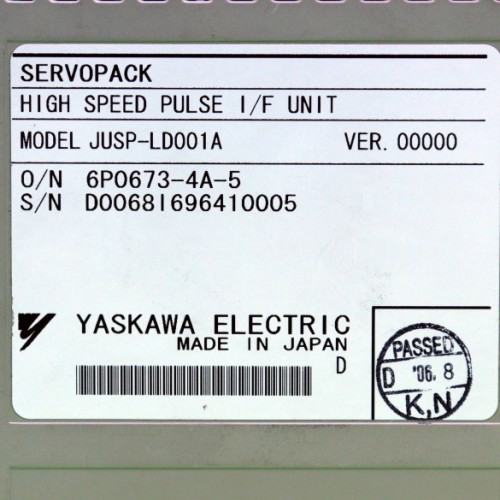 SERVOPACK
HIGH SPEED PULSE I/F UNIT
MODEL JUSP-LD001A VER. 00000
O/N 6P0673-4A-5
S/N D0068I696410005
YASKAWA ELECTRIC
MADE IN JAPAN
D
PASSED
D '06. 8
K,N